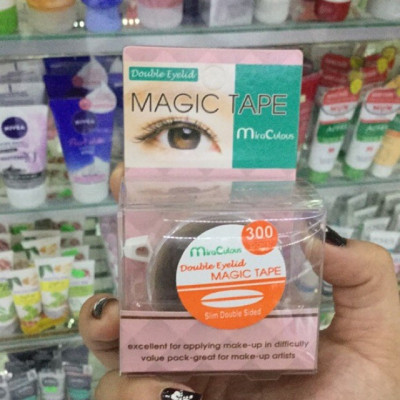 Double Eyelid
MAGIC TAPE
MiraCulous
300
MiraCulous
Double Eyelid
MAGIC TAPE
Slim Double Sided
excellent for applying make-up in difficulty
value pack-great for make-up artists
NIVEA
NIVEA